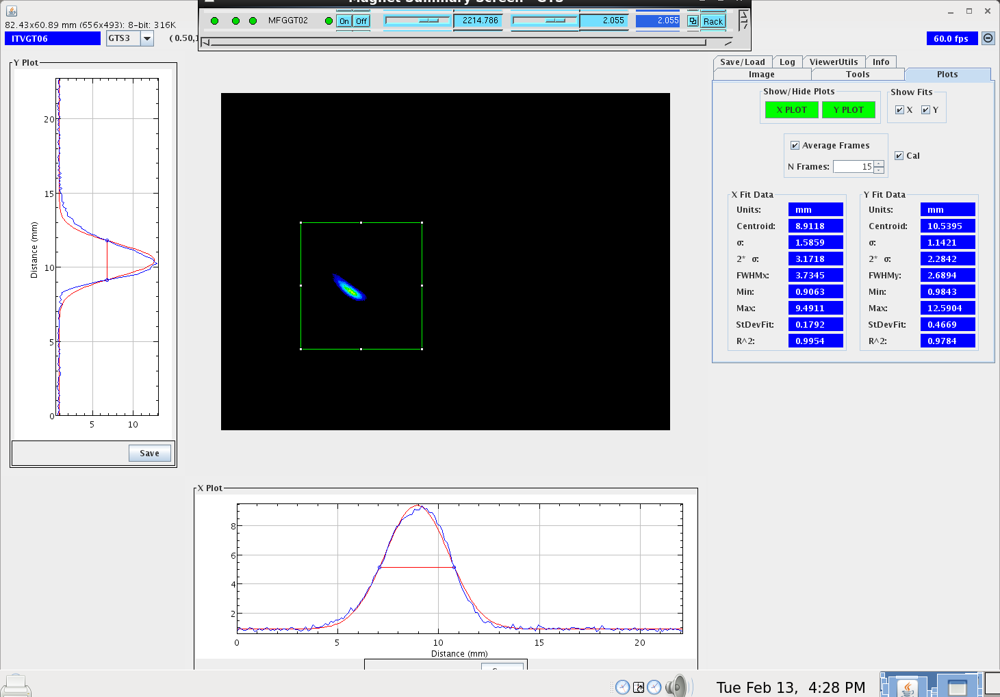 Magnet Summary Screen - GTS
82.43x60.89 mm (656x493): 8-bit: 316K
ITVGT06
GTS3
( 0.50,1
MFGGT02
On
Off
2214.786
2.055
2.055
Rack
60.0 fps
Save/Load
Log
ViewerUtils
Info
Image
Tools
Plots
Show/Hide Plots
X PLOT
Y PLOT
Show Fits
X
Y
Average Frames
N Frames:
15
Cal
X Fit Data
Units: mm
Centroid: 8.9118
σ: 1.5859
2* σ: 3.1718
FWHMx: 3.7345
Min: 0.9063
Max: 9.4911
StDevFit: 0.1792
R^2: 0.9954
Y Fit Data
Units: mm
Centroid: 10.5395
σ: 1.1421
2* σ: 2.2842
FWHMy: 2.6894
Min: 0.9843
Max: 12.5904
StDevFit: 0.4669
R^2: 0.9784
Y Plot
Distance (mm)
20
15
10
5
0
5
10
Save
X Plot
8
6
4
2
0
5
10
15
20
Distance (mm)
Tue Feb 13, 4:28 PM